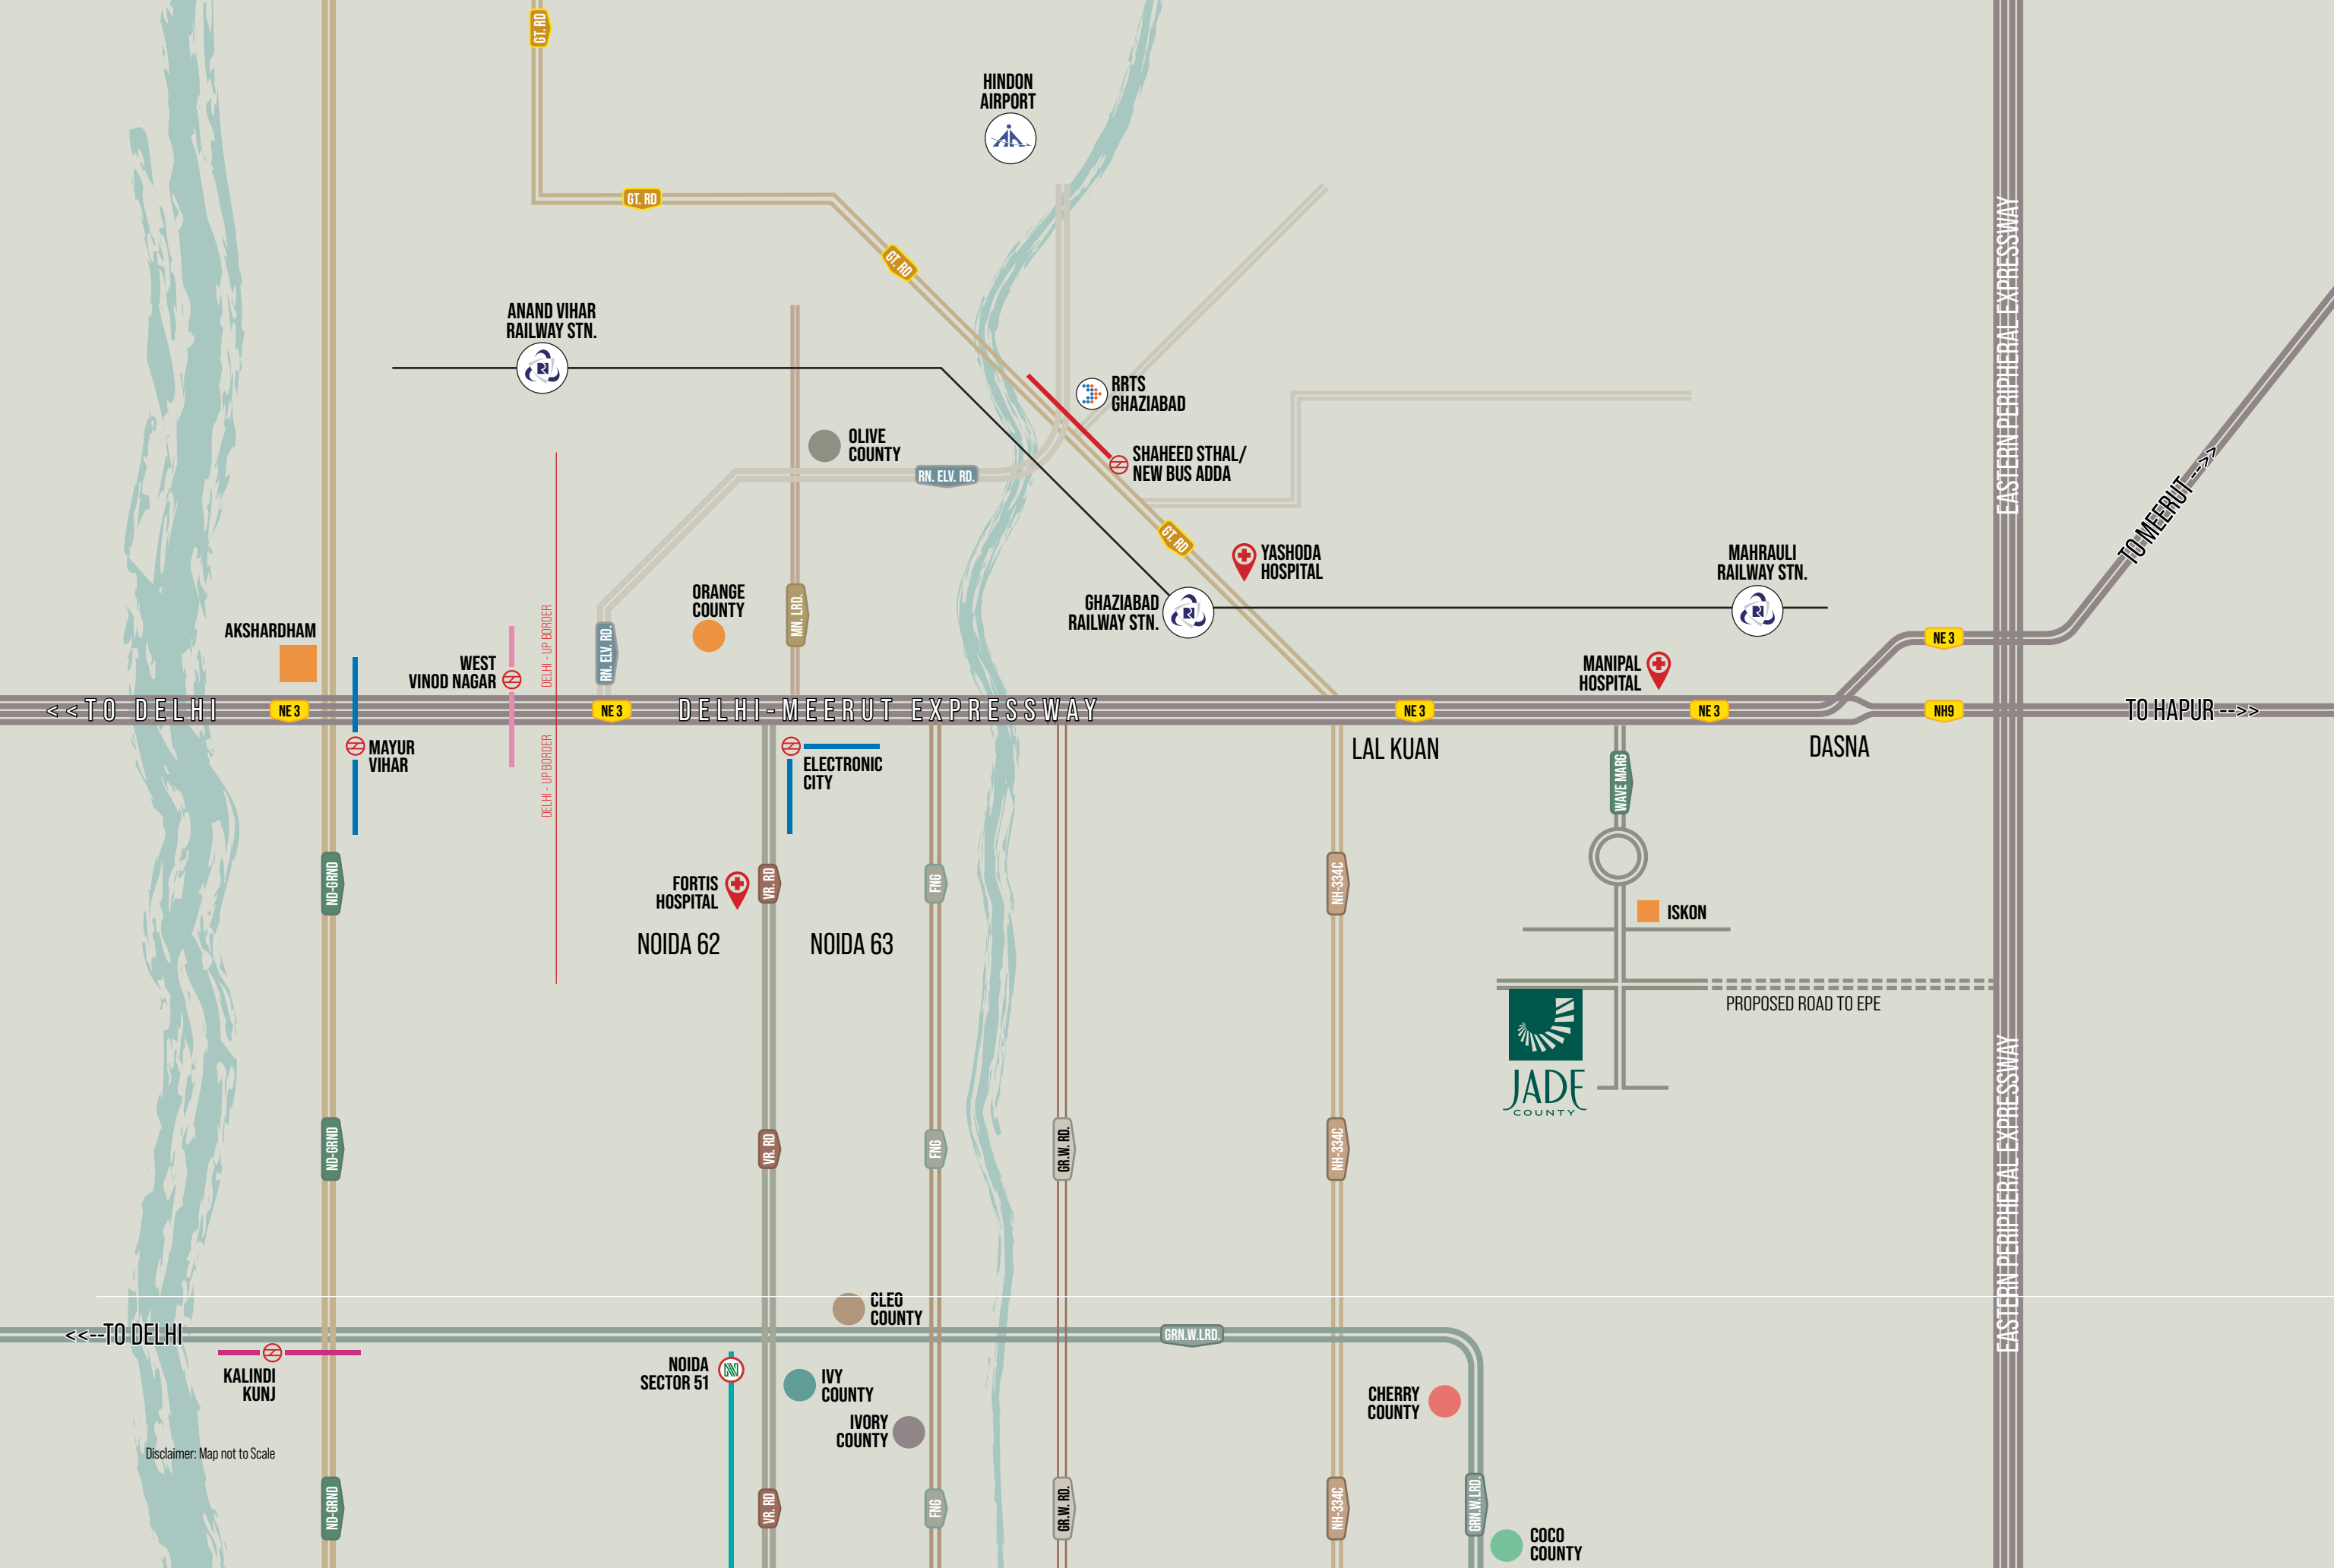 GT. RD
HINDON
AIRPORT
GT. RD
GT. RD
EASTERN PERIPHERAL EXPRESSWAY
ANAND VIHAR
RAILWAY STN.
RRTS
GHAZIABAD
OLIVE
COUNTY
RN. ELV. RD.
SHAHEED STHAL/
NEW BUS ADDA
TO MEERUT -->>
GT. RD
YASHODA
HOSPITAL
MAHRAULI
RAILWAY STN.
GHAZIABAD
RAILWAY STN.
ORANGE
COUNTY
MN. LRD.
RN. ELV. RD.
DELHI - UP BORDER
AKSHARDHAM
WEST
VINOD NAGAR
MANIPAL
HOSPITAL
NE 3
<<TO DELHI
NE 3
NE 3
DELHI-MEERUT EXPRESSWAY
NE 3
NE 3
NH9
TO HAPUR -->>
MAYUR
VIHAR
DELHI - UP BORDER
ELECTRONIC
CITY
LAL KUAN
DASNA
WAVE MARG
ND-GRND
FORTIS
HOSPITAL
VR. RD
FNG
NH-334C
ISKON
NOIDA 62
NOIDA 63
PROPOSED ROAD TO EPE
JADE
COUNTY
EASTERN PERIPHERAL EXPRESSWAY
ND-GRND
VR. RD
FNG
GR.W. RD.
NH-334C
CLEO
COUNTY
<<--TO DELHI
GRN.W.LRD.
KALINDI
KUNJ
NOIDA
SECTOR 51
IVY
COUNTY
IVORY
COUNTY
CHERRY
COUNTY
Disclaimer: Map not to Scale
ND-GRND
VR. RD
FNG
GR.W. RD.
NH-334C
GRN.W.LRD.
COCO
COUNTY